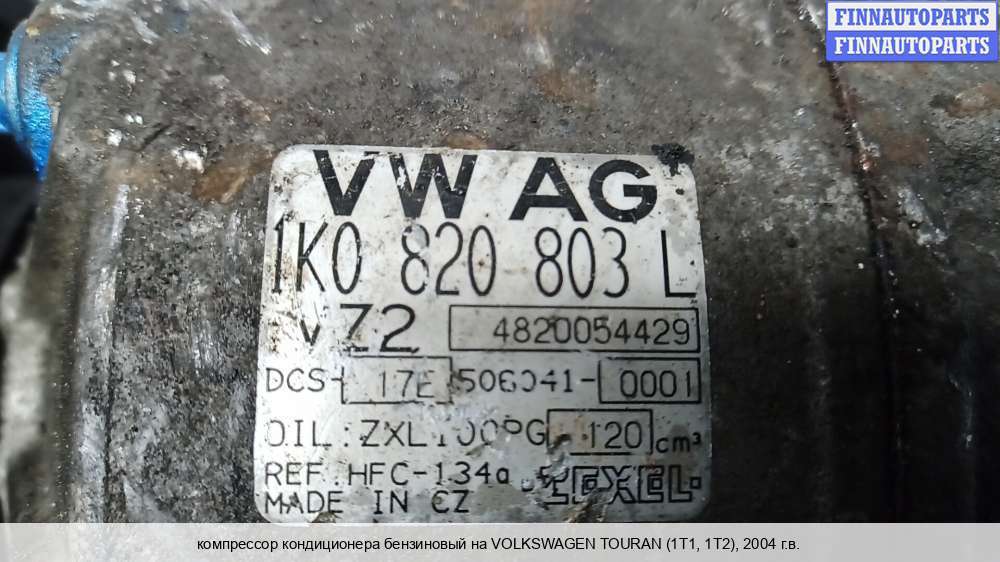 FINNAUTOPARTS
FINNAUTOPARTS
VW AG
1K0 820 803 L
VZ2 4820054429
DCS-17E 506041-0001
OIL: 120 cm³
REF. HFC-134a
MADE IN CZ
компрессор кондиционера бензиновый на VOLKSWAGEN TOURAN (1T1, 1T2), 2004 г.в.